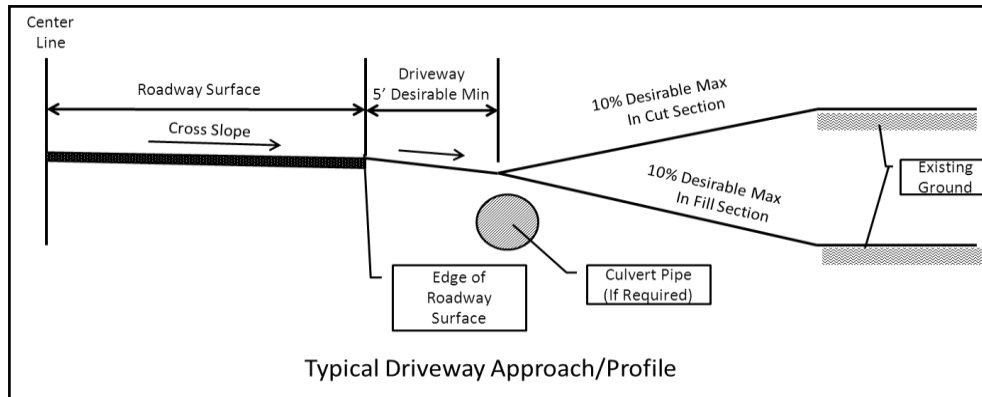 Center
Line
Roadway Surface
Driveway
5' Desirable Min
Cross Slope
10% Desirable Max
In Cut Section
10% Desirable Max
In Fill Section
Existing
Ground
Edge of
Roadway
Surface
Culvert Pipe
(If Required)
Typical Driveway Approach/Profile